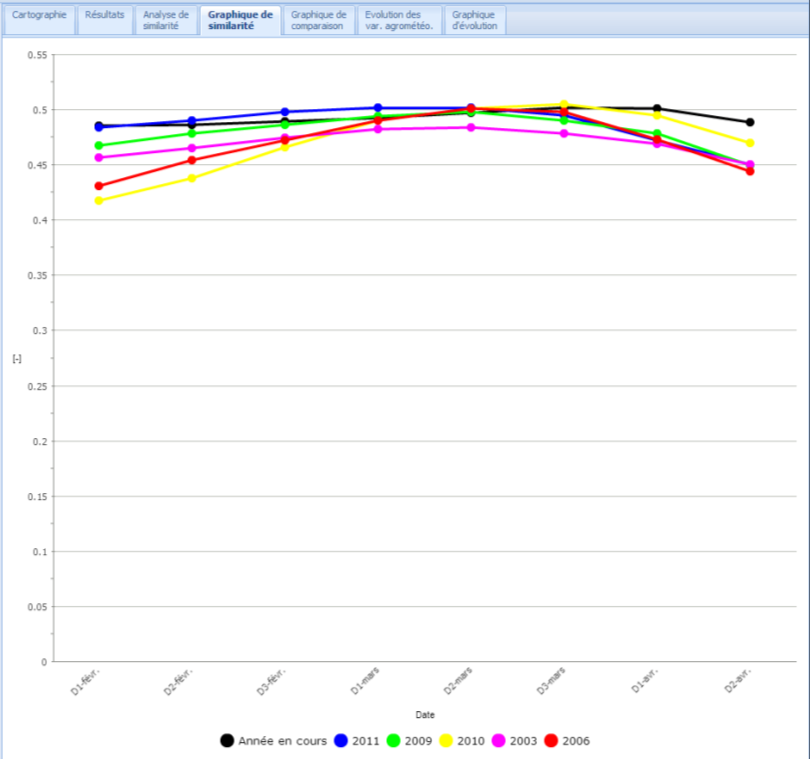 Cartographie
Résultats
Analyse de
similarité
Graphique de
similarité
Graphique de
comparaison
Evolution des
var. agrométéo.
Graphique
d'évolution
0.55
0.5
0.45
0.4
0.35
0.3
[-]
0.25
0.2
0.15
0.1
0.05
0
D1-févr.
D2-févr.
D3-févr.
D1-mars
D2-mars
D3-mars
D1-avr.
D2-avr.
Date
Année en cours 2011 2009 2010 2003 2006